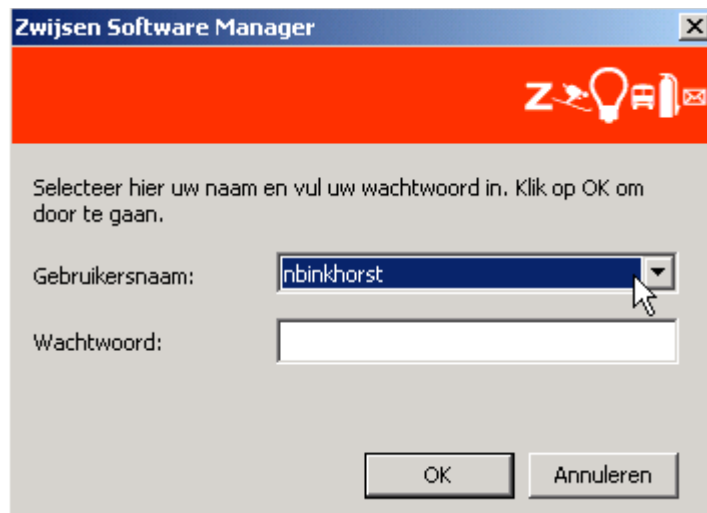 Zwijsen Software Manager
Z
Selecteer hier uw naam en vul uw wachtwoord in. Klik op OK om
door te gaan.
Gebruikersnaam:
nbinkhorst
Wachtwoord:
OK
Annuleren